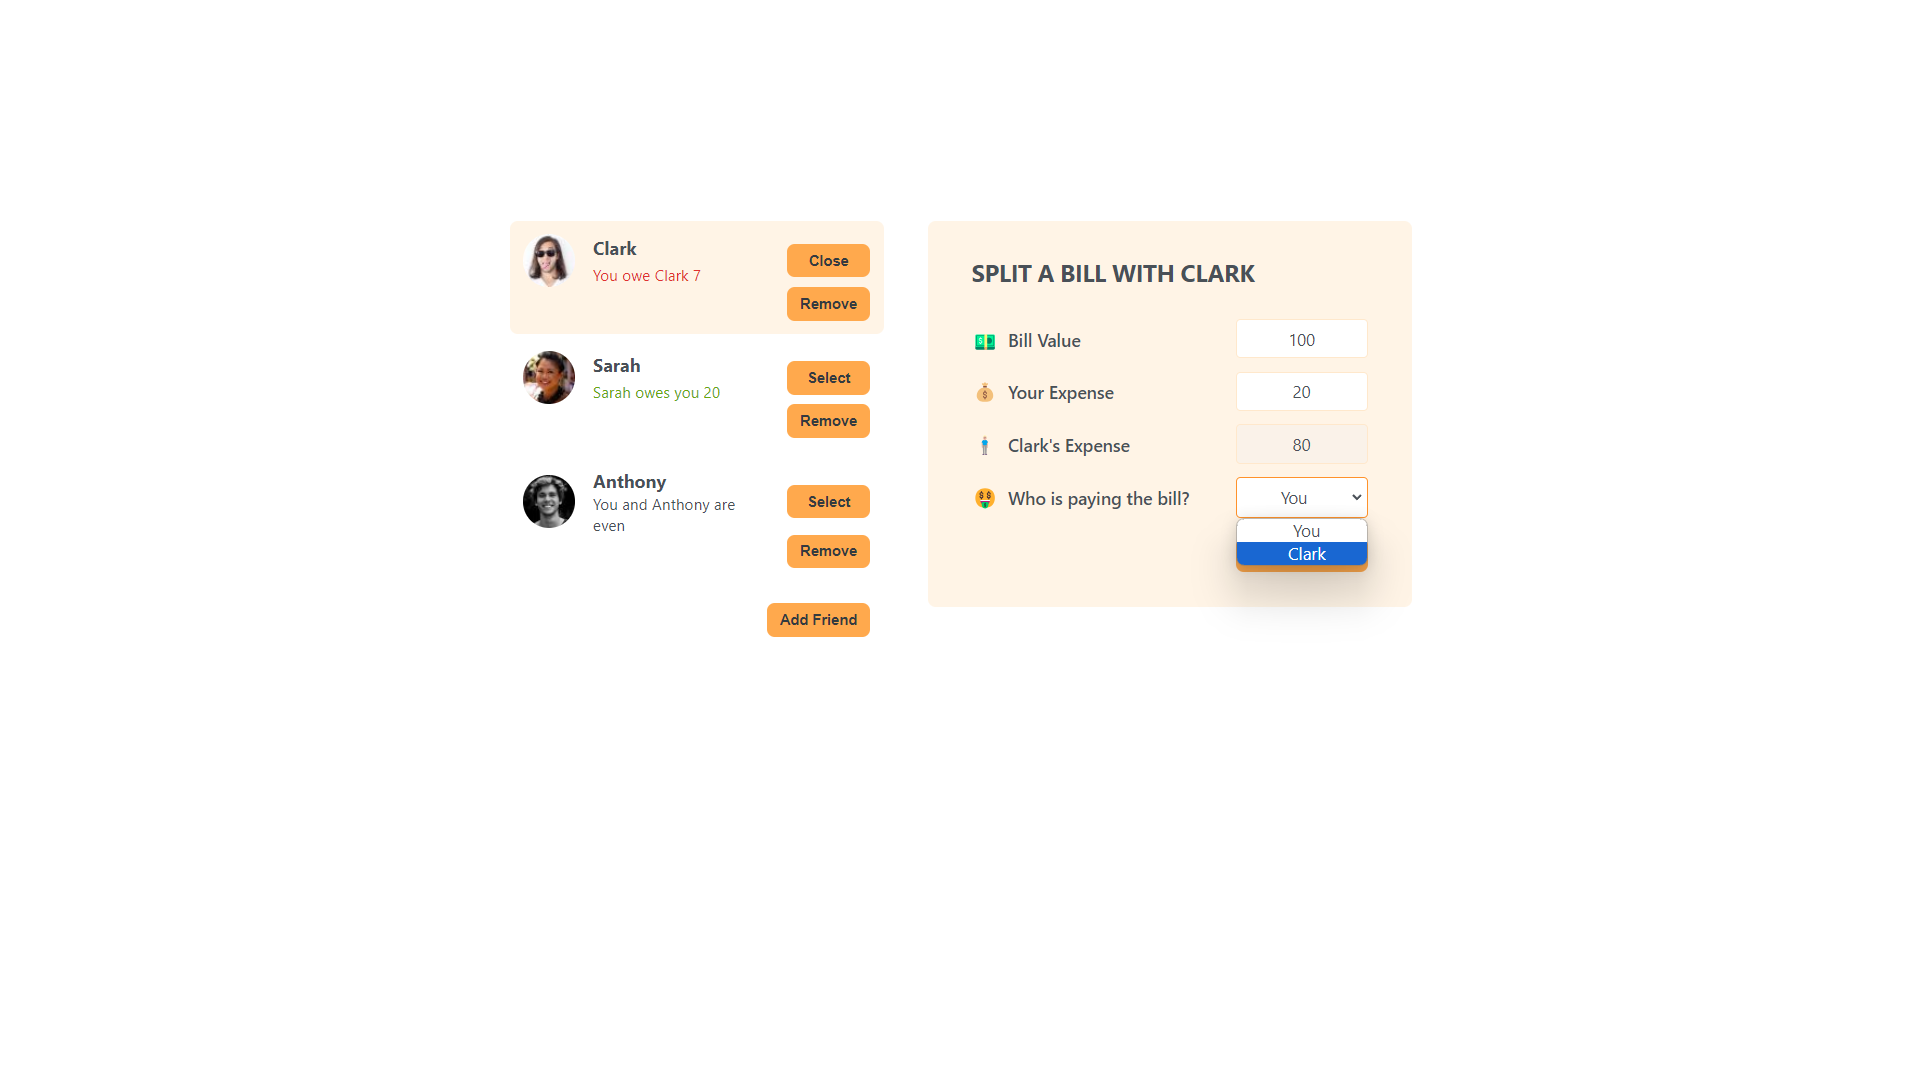 Clark
You owe Clark 7
Close
Remove
Sarah
Sarah owes you 20
Select
Remove
Anthony
You and Anthony are
even
Select
Remove
Add Friend
SPLIT A BILL WITH CLARK
Bill Value
100
Your Expense
20
Clark's Expense
80
Who is paying the bill?
You
You
Clark